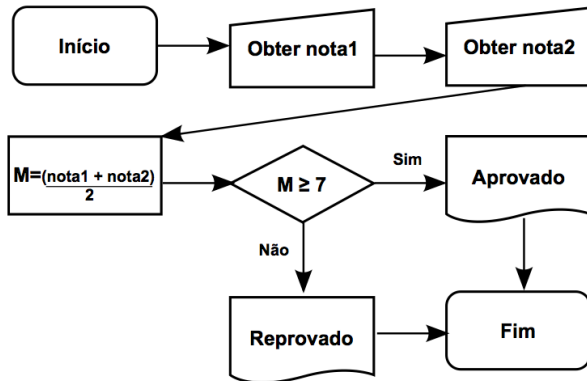 Início
Obter nota1
Obter nota2
M=(nota1 + nota2)
2
M ≥ 7
Sim
Aprovado
Não
Reprovado
Fim